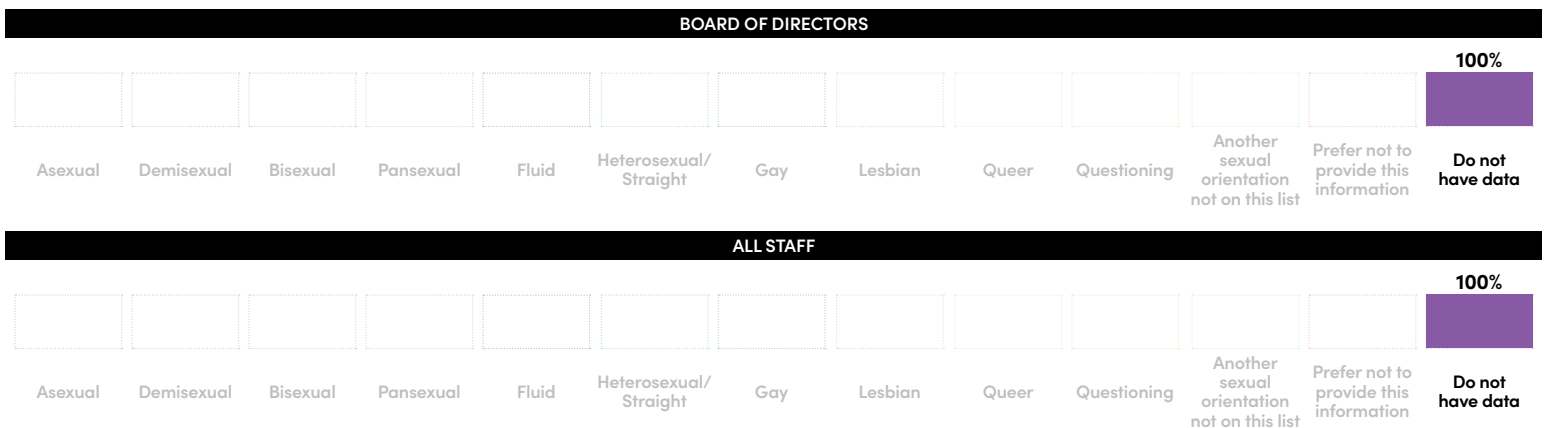 BOARD OF DIRECTORS
100%
Asexual
Demisexual
Bisexual
Pansexual
Fluid
Heterosexual/
Straight
Gay
Lesbian
Queer
Questioning
Another
sexual
orientation
not on this list
Prefer not to
provide this
information
Do not
have data
ALL STAFF
100%
Asexual
Demisexual
Bisexual
Pansexual
Fluid
Heterosexual/
Straight
Gay
Lesbian
Queer
Questioning
Another
sexual
orientation
not on this list
Prefer not to
provide this
information
Do not
have data